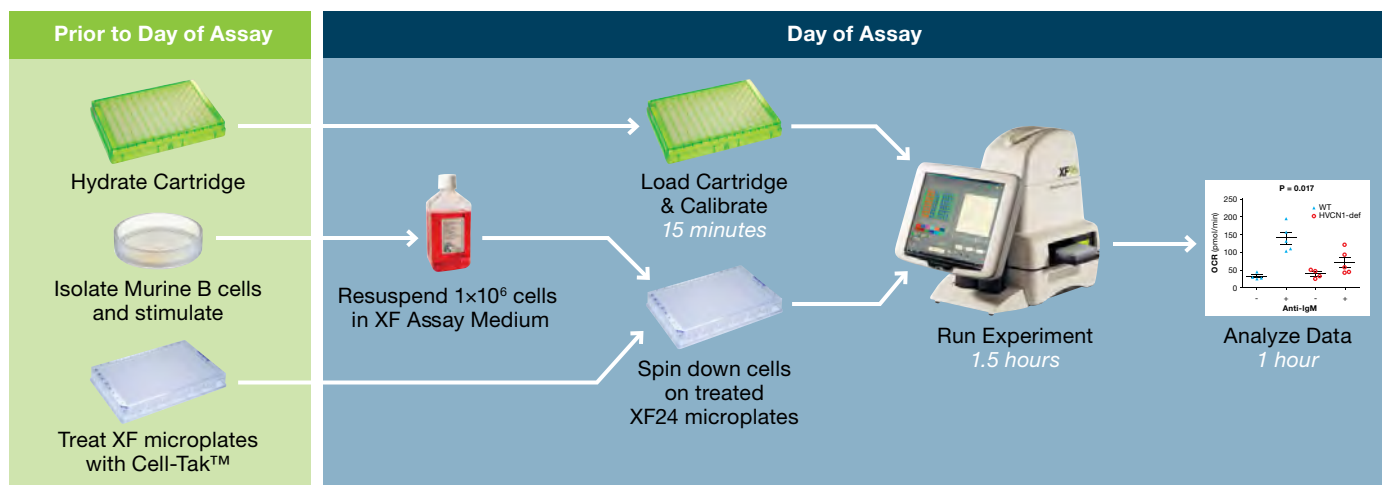 Prior to Day of Assay
Day of Assay
Hydrate Cartridge
Isolate Murine B cells
and stimulate
Treat XF microplates
with Cell-Tak™
Resuspend 1×10⁶ cells
in XF Assay Medium
Load Cartridge
& Calibrate
15 minutes
Spin down cells
on treated
XF24 microplates
XF
Run Experiment
1.5 hours
P = 0.017
WT
HVCN1-def
OCR (pmol/min)
250
200
150
100
50
0
- + - +
Anti-IgM
Analyze Data
1 hour